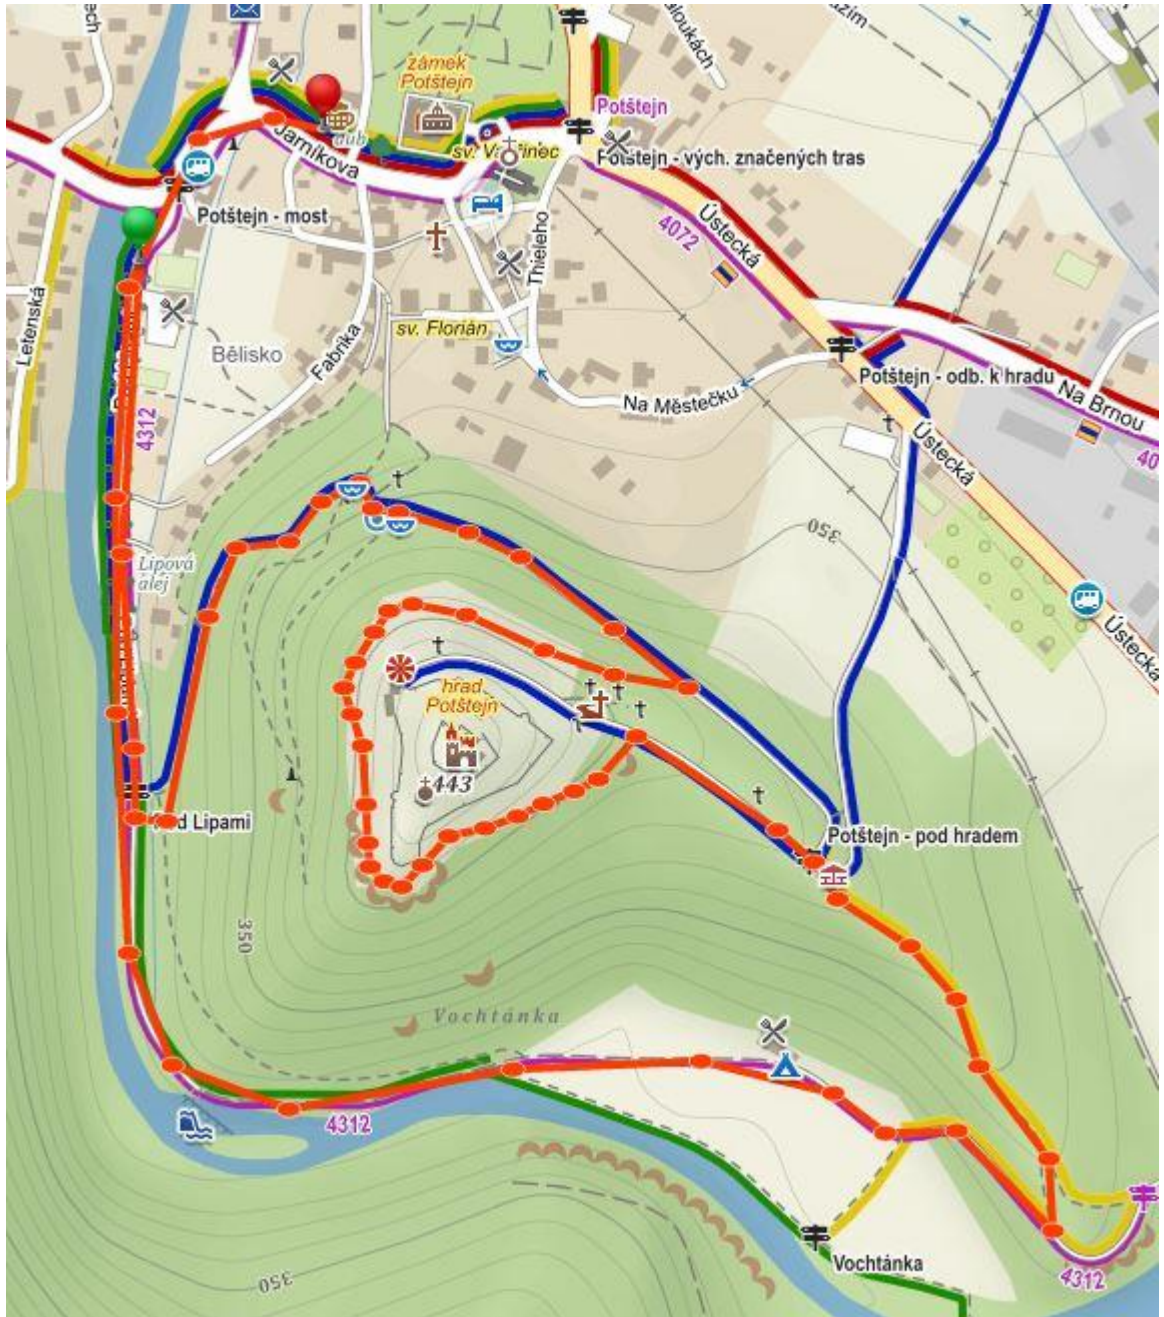 zámek
Potštejn
Potštejn
dub
Jarníkova
Potštejn - vých. značených tras
Potštejn - most
Ústecká
4072
Thieleho
Letenská
sv. Florián
Bělisko
Fabrika
Potštejn - odb. k hradu
Na Městečku
Na Brnou
4312
Ústecká
350
Lipová
alej
Ústecká
hrad
Potštejn
443
Potštejn - pod hradem
350
Vochtánka
4312
Vochtánka
4312
350